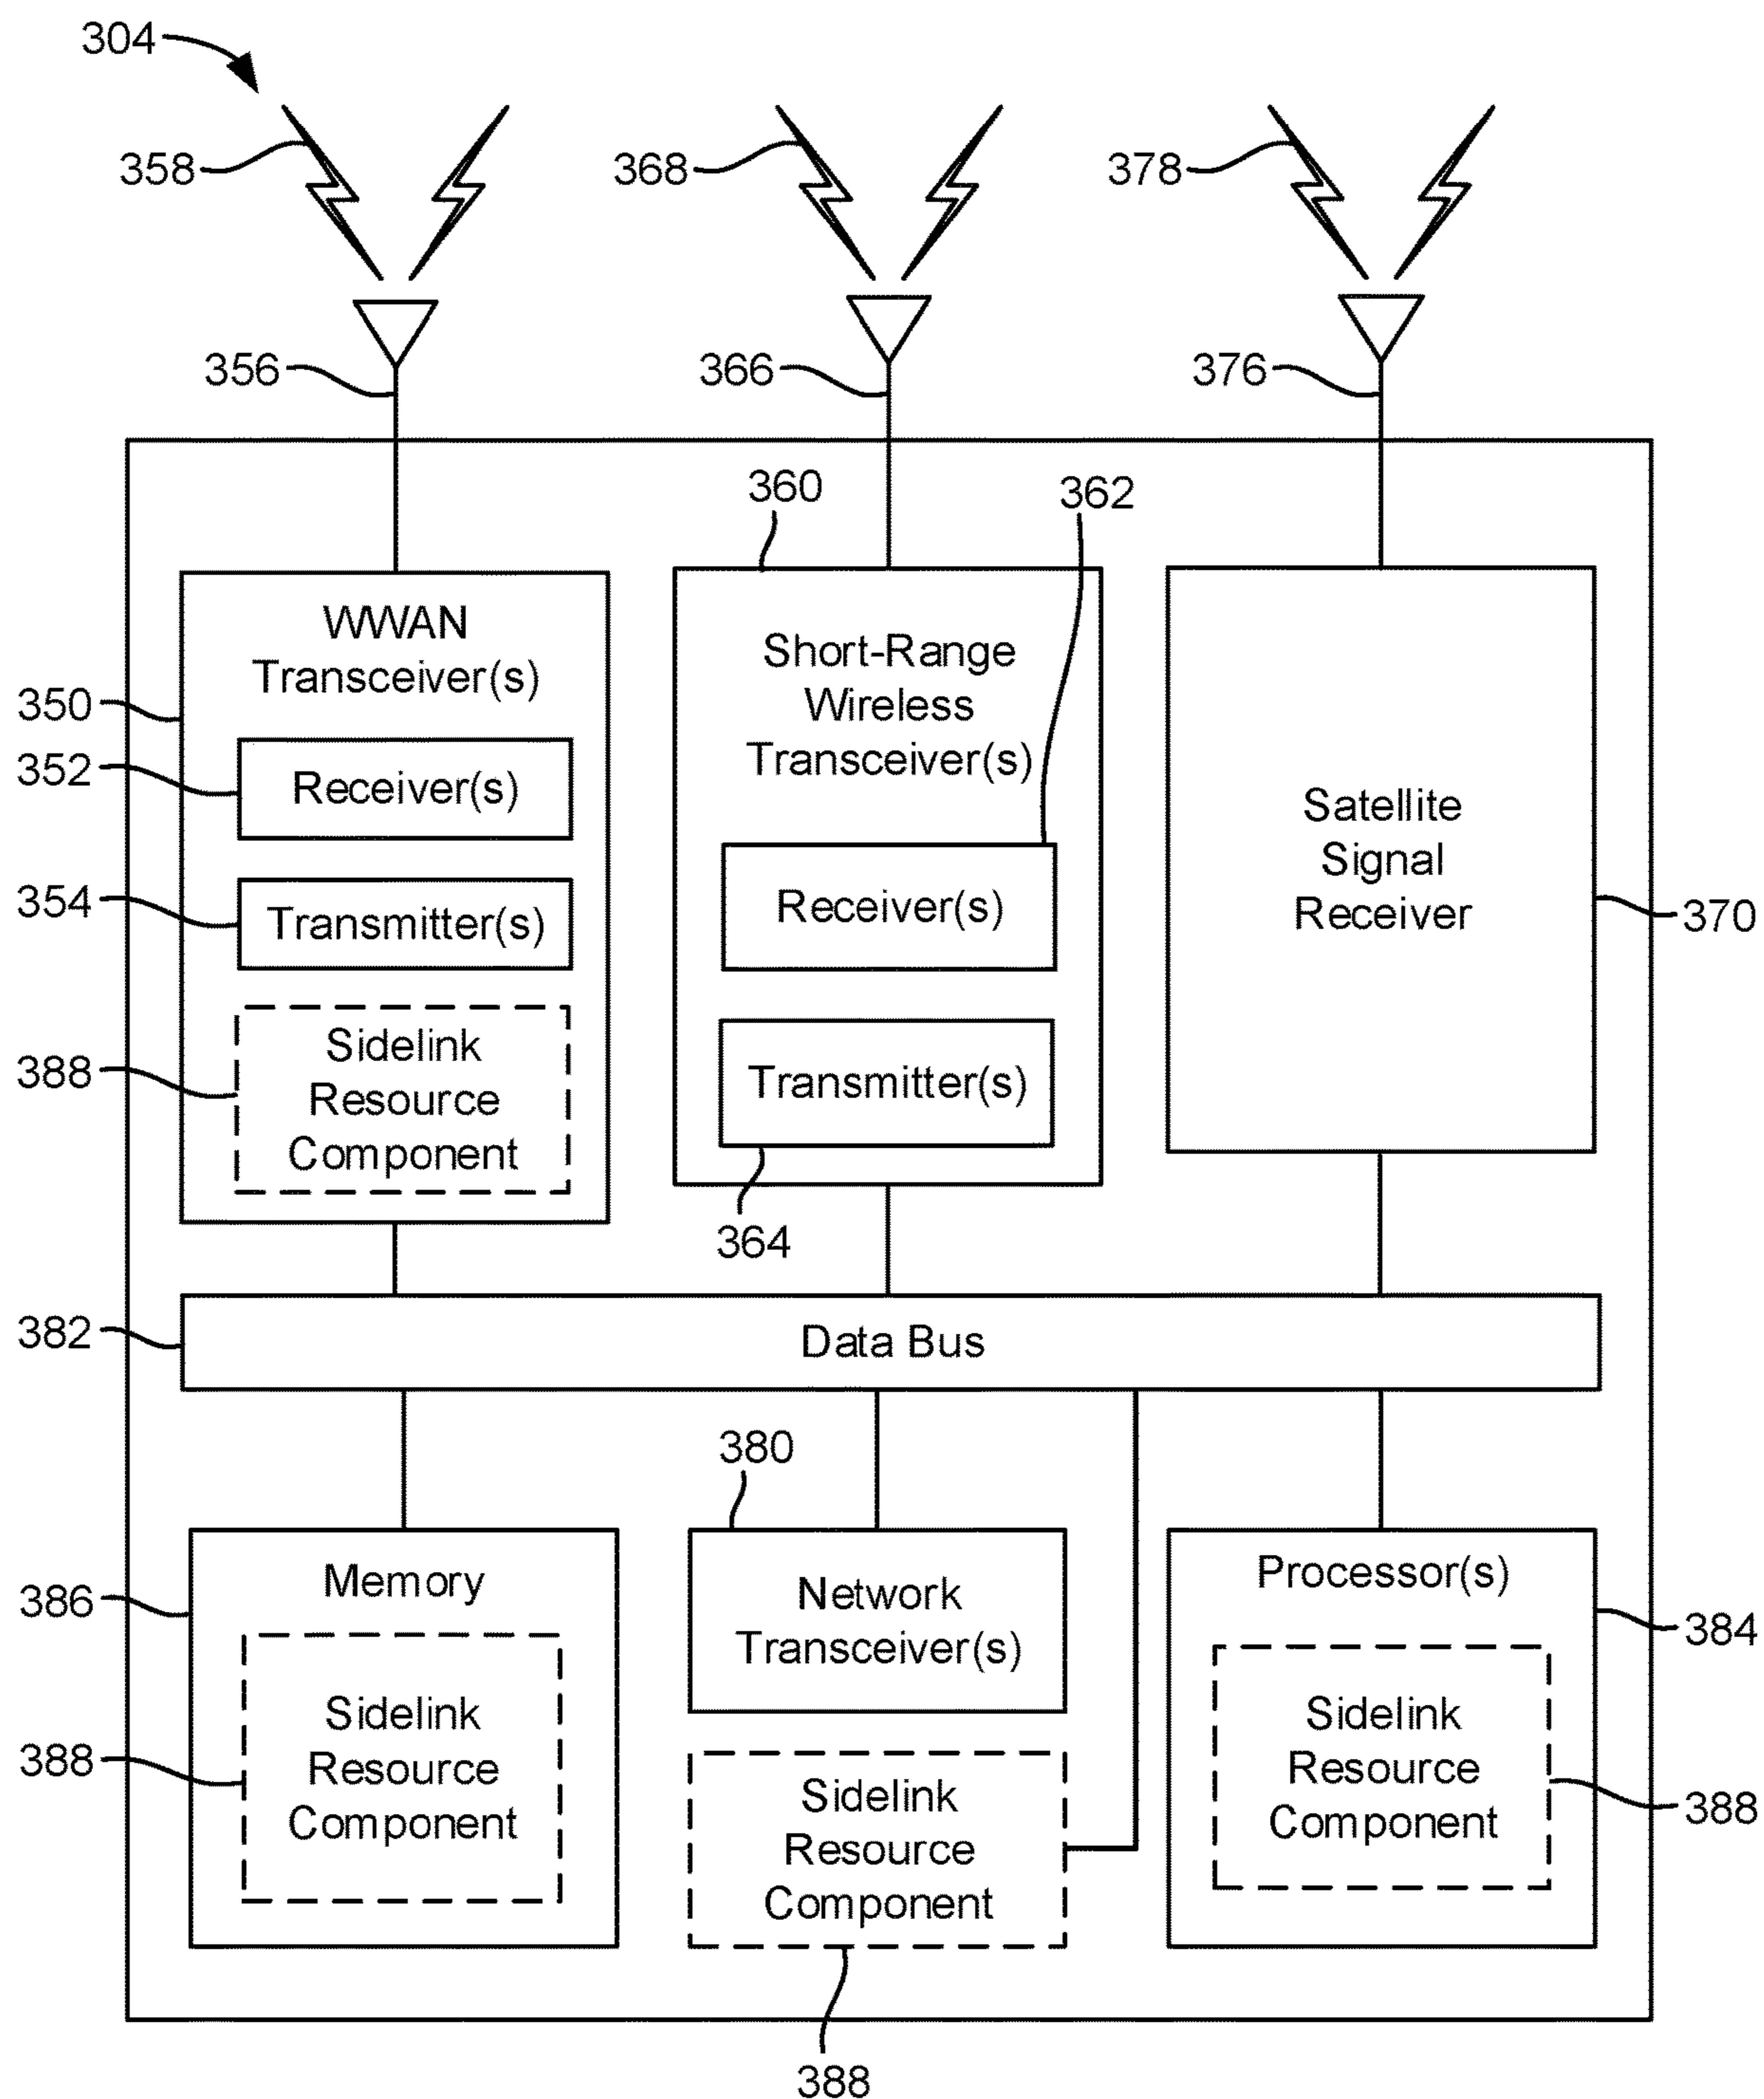 304
358
368
378
356
366
376
360
362
WWAN
Transceiver(s)
Short-Range
Wireless
Transceiver(s)
350
352
Receiver(s)
Satellite
Signal
Receiver
354
Transmitter(s)
Receiver(s)
370
388
Sidelink
Resource
Component
Transmitter(s)
364
382
Data Bus
380
386
Memory
Network
Transceiver(s)
Processor(s)
384
388
Sidelink
Resource
Component
Sidelink
Resource
Component
Sidelink
Resource
Component
388
388